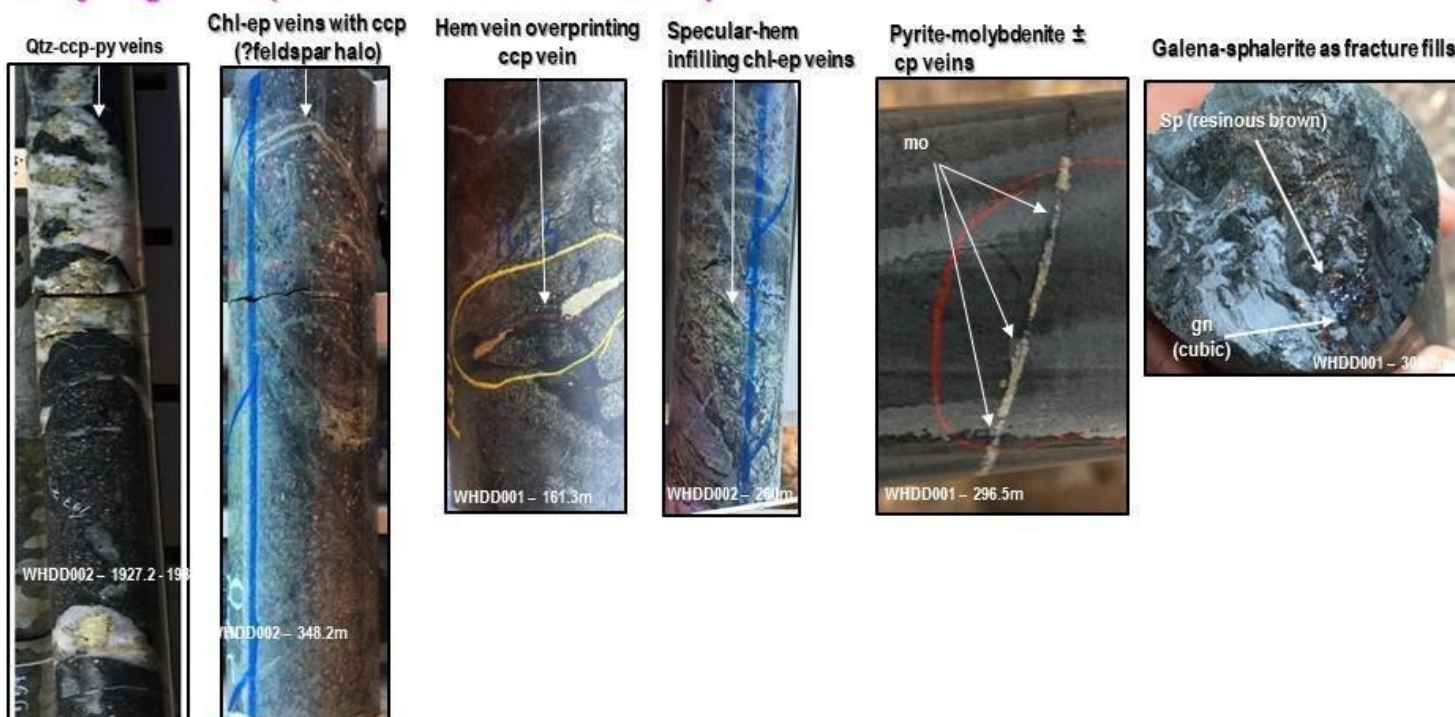 Qtz-ccp-py veins
WHDD002 – 1927.2 - 19
Chl-ep veins with ccp
(?feldspar halo)
WHDD002 – 348.2m
Hem vein overprinting
ccp vein
WHDD001 – 161.3m
Specular-hem
infilling chl-ep veins
WHDD002 – 260m
Pyrite-molybdenite ±
cp veins
mo
WHDD001 – 296.5m
Galena-sphalerite as fracture fills
Sp (resinous brown)
gn
(cubic)
WHDD001 –